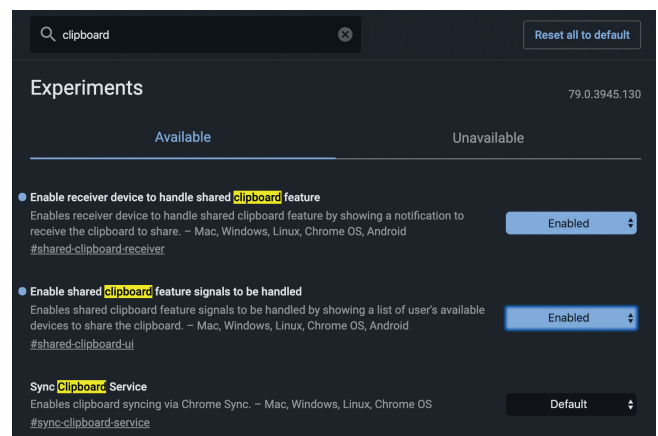 clipboard
Reset all to default
Experiments
79.0.3945.130
Available
Unavailable
Enable receiver device to handle shared clipboard feature
Enables receiver device to handle shared clipboard feature by showing a notification to
receive the clipboard to share. – Mac, Windows, Linux, Chrome OS, Android
#shared-clipboard-receiver
Enabled
Enable shared clipboard feature signals to be handled
Enables shared clipboard feature signals to be handled by showing a list of user's available
devices to share the clipboard. – Mac, Windows, Linux, Chrome OS, Android
#shared-clipboard-ui
Enabled
Sync Clipboard Service
Enables clipboard syncing via Chrome Sync. – Mac, Windows, Linux, Chrome OS
#sync-clipboard-service
Default